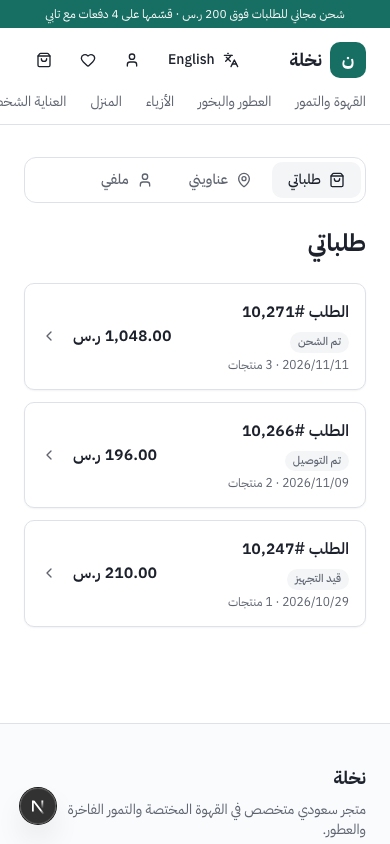 شحن مجاني للطلبات فوق 200 ر.س · قسّمها على 4 دفعات مع تابي
ن نخلة English
القهوة والتمور العطور والبخور الأزياء المنزل العناية الشخ
طلباتي عناويني ملفي
طلباتي
الطلب #10,271
تم الشحن
1,048.00 ر.س
2026/11/11 · 3 منتجات
الطلب #10,266
تم التوصيل
196.00 ر.س
2026/11/09 · 2 منتجات
الطلب #10,247
قيد التجهيز
210.00 ر.س
2026/10/29 · 1 منتجات
نخلة
متجر سعودي متخصص في القهوة المختصة والتمور الفاخرة
والعطور.
N